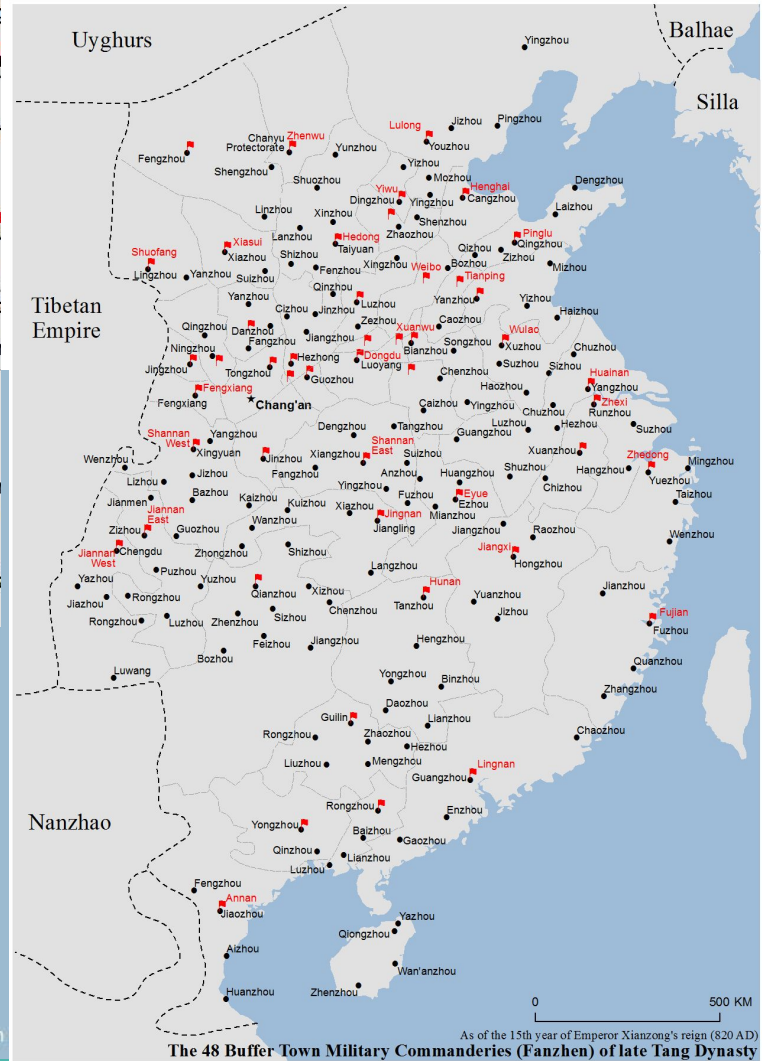 Uyghurs
Balhae
Yingzhou
Silla
Jizhou
Pingzhou
Lulong
Youzhou
Chanyu
Protectorate
Zhenwu
Yunzhou
Fengzhou
Shengzhou
Yizhou
Mozhou
Shuozhou
Yiwu
Dingzhou
Yingzhou
Henghai
Cangzhou
Dengzhou
Laizhou
Linzhou
Xinzhou
Shenzhou
Zhaozhou
Lanzhou
Hedong
Taiyuan
Pinglu
Qingzhou
Xiasui
Xiazhou
Shizhou
Fenzhou
Xingzhou
Qizhou
Zizhou
Bozhou
Mizhou
Shuofang
Lingzhou
Yanzhou
Suizhou
Weibo
Tianping
Qinzhou
Luzhou
Yanzhou
Yizhou
Tibetan
Empire
Yanzhou
Cizhou
Jinzhou
Zezhou
Caozhou
Haizhou
Qingzhou
Danzhou
Jiangzhou
Xuanwu
Bianzhou
Songzhou
Wulao
Xuzhou
Ningzhou
Fangzhou
Hezhong
Dongdu
Luoyang
Chuzhou
Jingzhou
Tongzhou
Guozhou
Chenzhou
Suzhou
Sizhou
Huainan
Yangzhou
Fengxiang
Fengxiang
Chang'an
Haozhou
Zhexi
Runzhou
Caizhou
Yingzhou
Chuzhou
Dengzhou
Tangzhou
Luzhou
Hezhou
Suzhou
Shannan
West
Yangzhou
Xingyuan
Shannan
East
Guangzhou
Xuanzhou
Zhedong
Mingzhou
Wenzhou
Jinzhou
Xiangzhou
Suizhou
Hangzhou
Yuezhou
Lizhou
Jizhou
Fangzhou
Anzhou
Huangzhou
Shuzhou
Chizhou
Jianmen
Bazhou
Kaizhou
Kuizhou
Yingzhou
Fuzhou
Eyue
Ezhou
Taizhou
Jiannan
East
Xiazhou
Jingnan
Mianzhou
Zizhou
Guozhou
Wanzhou
Jiangling
Jiangzhou
Raozhou
Wenzhou
Jiannan
West
Chengdu
Zhongzhou
Shizhou
Jiangxi
Hongzhou
Yazhou
Puzhou
Yuzhou
Qianzhou
Langzhou
Xizhou
Hunan
Tanzhou
Jianzhou
Jiazhou
Rongzhou
Chenzhou
Yuanzhou
Rongzhou
Luzhou
Zhenzhou
Sizhou
Jizhou
Fujian
Fuzhou
Feizhou
Jiangzhou
Hengzhou
Bozhou
Quanzhou
Luwang
Yongzhou
Binzhou
Zhangzhou
Daozhou
Guilin
Lianzhou
Chaozhou
Rongzhou
Zhaozhou
Hezhou
Liuzhou
Mengzhou
Lingnan
Guangzhou
Nanzhao
Rongzhou
Enzhou
Yongzhou
Baizhou
Gaozhou
Qinzhou
Lianzhou
Luzhou
Fengzhou
Annan
Jiaozhou
Yazhou
Qiongzhou
Aizhou
Wan'anzhou
Huanzhou
Zhenzhou
0 500 KM
As of the 15th year of Emperor Xianzong's reign (820 AD)
The 48 Buffer Town Military Commanderies (Fanzhen) of late Tang Dynasty